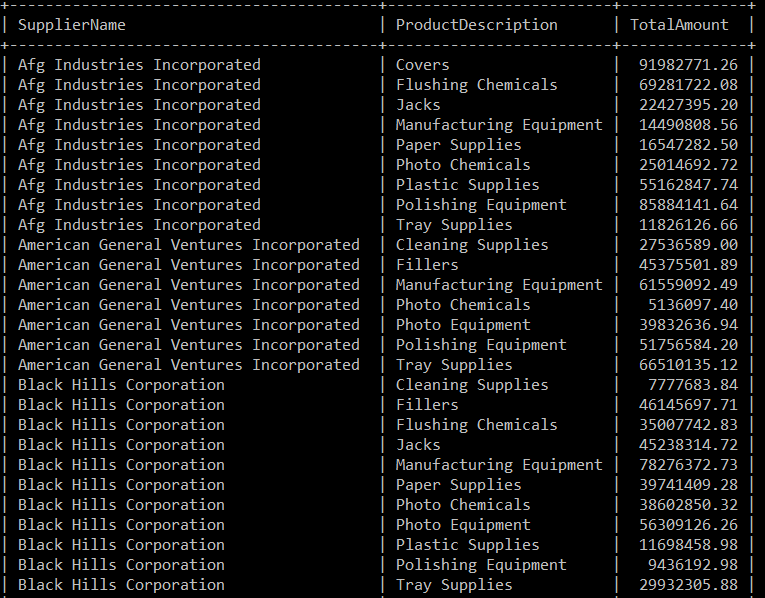 +-----------------------------------------+-------------------------+--------------+
| SupplierName | ProductDescription | TotalAmount |
+-----------------------------------------+-------------------------+--------------+
| Afg Industries Incorporated | Covers | 91982771.26 |
| Afg Industries Incorporated | Flushing Chemicals | 69281722.08 |
| Afg Industries Incorporated | Jacks | 22427395.20 |
| Afg Industries Incorporated | Manufacturing Equipment | 14490808.56 |
| Afg Industries Incorporated | Paper Supplies | 16547282.50 |
| Afg Industries Incorporated | Photo Chemicals | 25014692.72 |
| Afg Industries Incorporated | Plastic Supplies | 55162847.74 |
| Afg Industries Incorporated | Polishing Equipment | 85884141.64 |
| Afg Industries Incorporated | Tray Supplies | 11826126.66 |
| American General Ventures Incorporated | Cleaning Supplies | 27536589.00 |
| American General Ventures Incorporated | Fillers | 45375501.89 |
| American General Ventures Incorporated | Manufacturing Equipment | 61559092.49 |
| American General Ventures Incorporated | Photo Chemicals | 5136097.40 |
| American General Ventures Incorporated | Photo Equipment | 39832636.94 |
| American General Ventures Incorporated | Polishing Equipment | 51756584.20 |
| American General Ventures Incorporated | Tray Supplies | 66510135.12 |
| Black Hills Corporation | Cleaning Supplies | 7777683.84 |
| Black Hills Corporation | Fillers | 46145697.71 |
| Black Hills Corporation | Flushing Chemicals | 35007742.83 |
| Black Hills Corporation | Jacks | 45238314.72 |
| Black Hills Corporation | Manufacturing Equipment | 78276372.73 |
| Black Hills Corporation | Paper Supplies | 39741409.28 |
| Black Hills Corporation | Photo Chemicals | 38602850.32 |
| Black Hills Corporation | Photo Equipment | 56309126.26 |
| Black Hills Corporation | Plastic Supplies | 11698458.98 |
| Black Hills Corporation | Polishing Equipment | 9436192.98 |
| Black Hills Corporation | Tray Supplies | 29932305.88 |